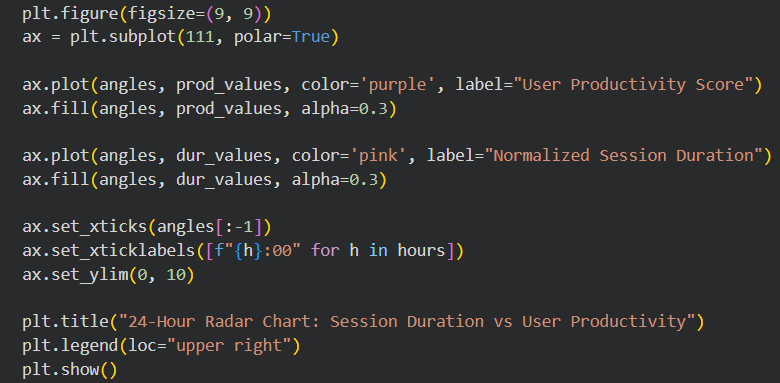 plt.figure(figsize=(9, 9))
ax = plt.subplot(111, polar=True)
ax.plot(angles, prod_values, color='purple', label="User Productivity Score")
ax.fill(angles, prod_values, alpha=0.3)
ax.plot(angles, dur_values, color='pink', label="Normalized Session Duration")
ax.fill(angles, dur_values, alpha=0.3)
ax.set_xticks(angles[:-1])
ax.set_xticklabels([f"{h}:00" for h in hours])
ax.set_ylim(0, 10)
plt.title("24-Hour Radar Chart: Session Duration vs User Productivity")
plt.legend(loc="upper right")
plt.show()